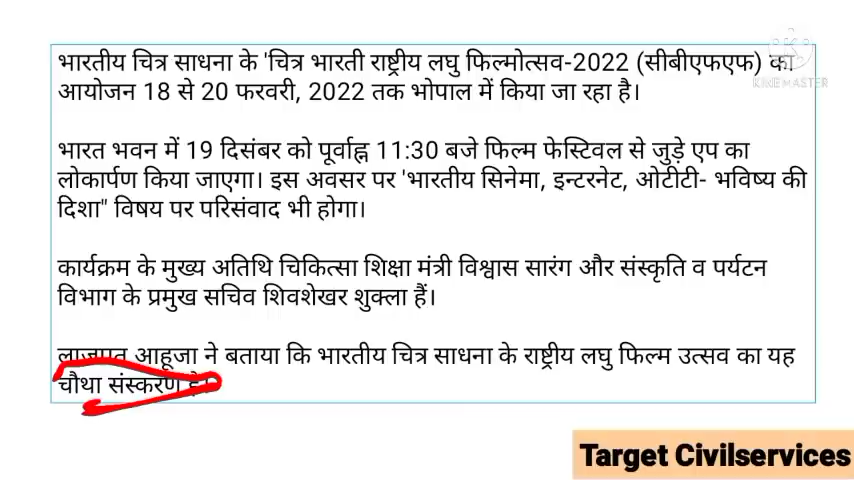 भारतीय चित्र साधना के 'चित्र भारती राष्ट्रीय लघु फिल्मोत्सव-2022 (सीबीएफएफ) का
आयोजन 18 से 20 फरवरी, 2022 तक भोपाल में किया जा रहा है।
भारत भवन में 19 दिसंबर को पूर्वाह्न 11:30 बजे फिल्म फेस्टिवल से जुड़े एप का
लोकार्पण किया जाएगा। इस अवसर पर 'भारतीय सिनेमा, इन्टरनेट, ओटीटी- भविष्य की
दिशा" विषय पर परिसंवाद भी होगा।
कार्यक्रम के मुख्य अतिथि चिकित्सा शिक्षा मंत्री विश्वास सारंग और संस्कृति व पर्यटन
विभाग के प्रमुख सचिव शिवशेखर शुक्ला हैं।
लाजपत आहूजा ने बताया कि भारतीय चित्र साधना के राष्ट्रीय लघु फिल्म उत्सव का यह
चौथा संस्करण है।
KINEMASTER
Target Civilservices